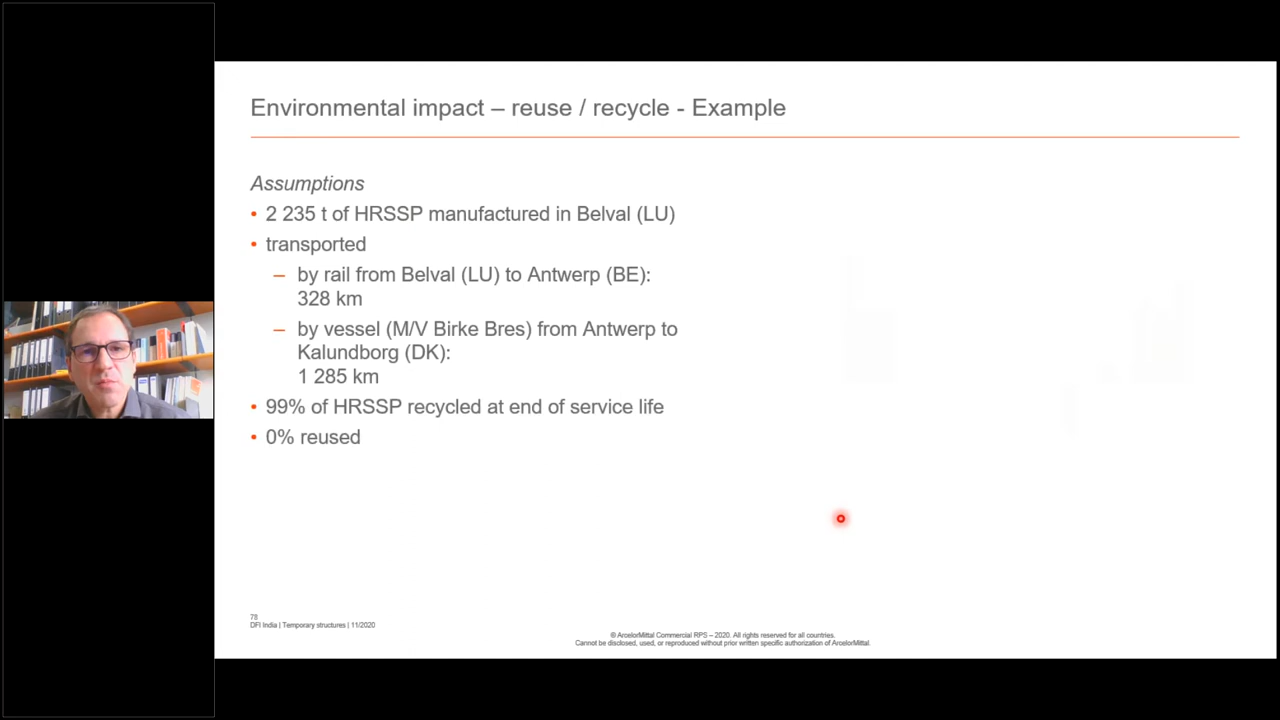 Environmental impact – reuse / recycle - Example
Assumptions
• 2 235 t of HRSSP manufactured in Belval (LU)
• transported
– by rail from Belval (LU) to Antwerp (BE):
328 km
– by vessel (M/V Birke Bres) from Antwerp to
Kalundborg (DK):
1 285 km
• 99% of HRSSP recycled at end of service life
• 0% reused
78
DFI India | Temporary structures | 11/2020
© ArcelorMittal Commercial RPS – 2020. All rights reserved for all countries.
Cannot be disclosed, used, or reproduced without prior written specific authorization of ArcelorMittal.